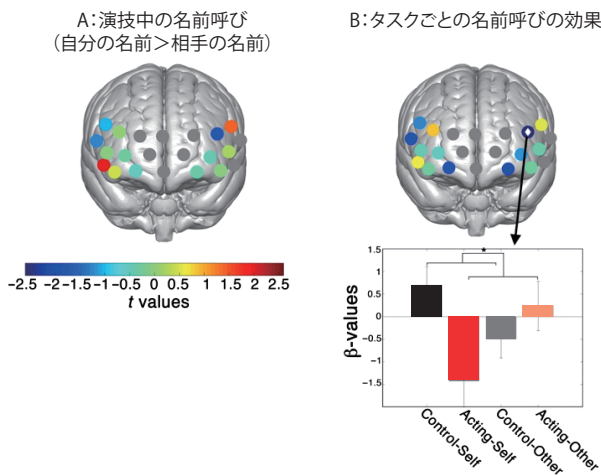 A：演技中の名前呼び
（自分の名前＞相手の名前）
B：タスクごとの名前呼びの効果
-2.5 -2 -1.5 -1 -0.5 0 0.5 1 1.5 2 2.5
t values
1.5
1
0.5
0
-0.5
-1
-1.5
β-values
*
Control-Self
Acting-Self
Control-Other
Acting-Other